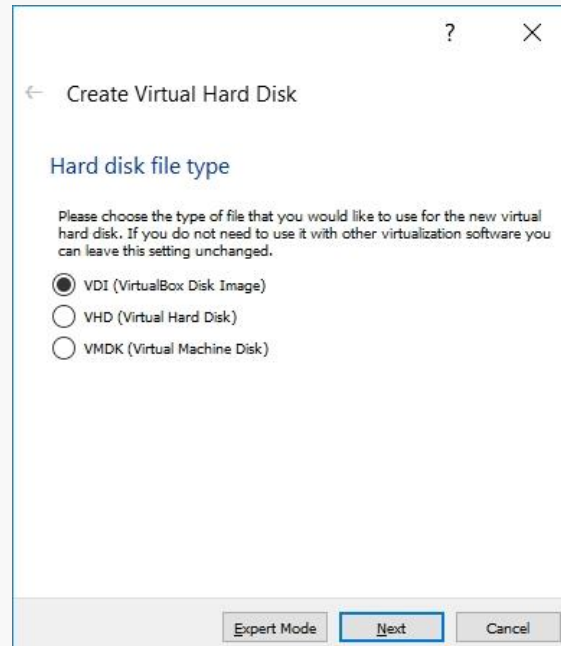 ?
Create Virtual Hard Disk
Hard disk file type
Please choose the type of file that you would like to use for the new virtual
hard disk. If you do not need to use it with other virtualization software you
can leave this setting unchanged.
VDI (VirtualBox Disk Image)
VHD (Virtual Hard Disk)
VMDK (Virtual Machine Disk)
Expert Mode Next Cancel